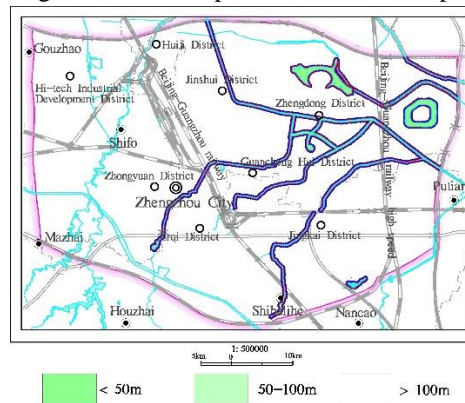 Gouzhao
Huiji District
Hi-tech Industrial
Development District
Jinshui District
Beijing-Guangzhou railway
Zhengdong District
Beijing-Guangzhou railway high speed
Shifo
Guancheng Hui District
Zhongyuan District
Zhengzhou City
Putian
Erqi District
Jingkai District
Mazhai
Houzhai
Shibalihe
Nancao
1: 500000
5km 0 10km
< 50m
50-100m
> 100m